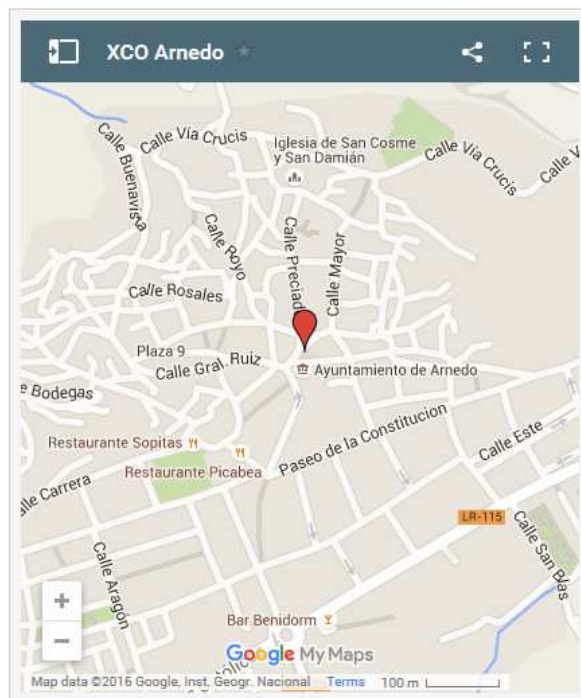 XCO Arnedo
Calle Vía Crucis
Iglesia de San Cosme
y San Damián
Calle Vía Crucis
Calle V
Calle Buenavista
Calle Royo
Calle Preciad
Calle Mayor
Calle Rosales
Plaza 9
Calle Gral. Ruiz
Ayuntamiento de Arnedo
e Bodegas
Restaurante Sopitas
Restaurante Picabea
Paseo de la Constitucion
Calle Este
alle Carrera
LR-115
Calle San Blas
Calle Aragón
+
−
Bar Benidorm
Google My Maps
Map data ©2016 Google, Inst. Geogr. Nacional Terms 100 m